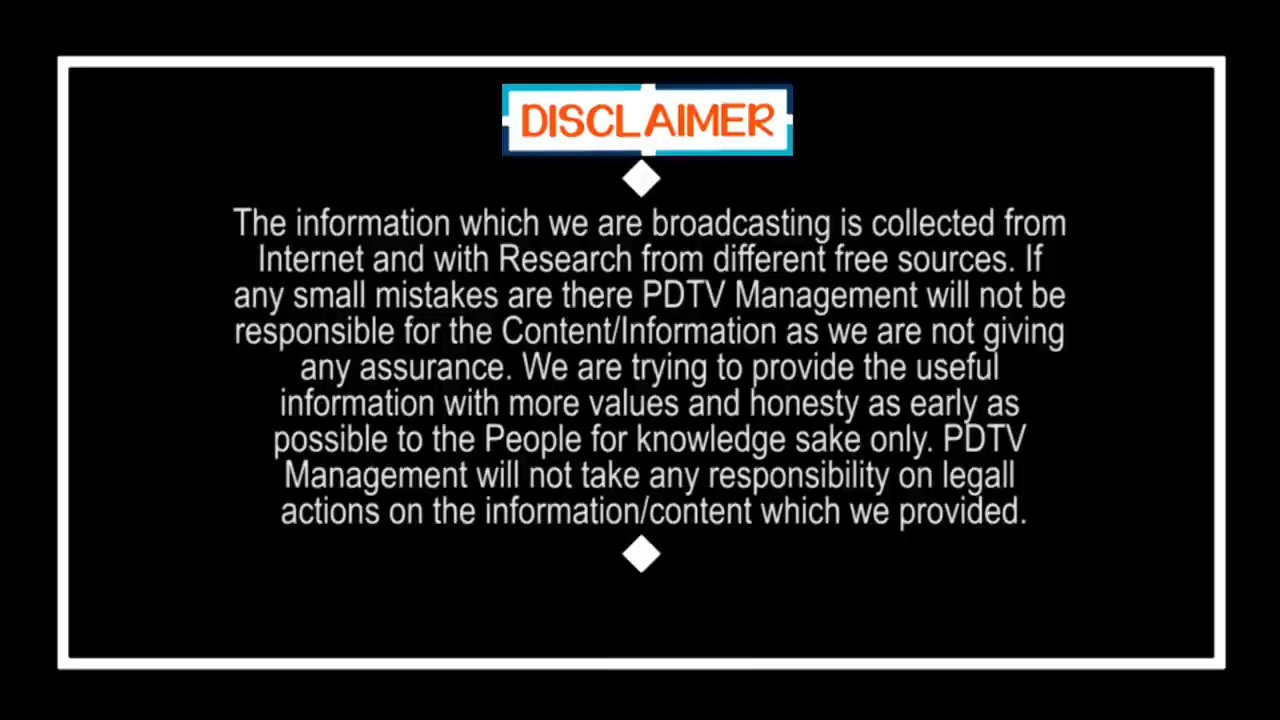 DISCLAIMER
The information which we are broadcasting is collected from
Internet and with Research from different free sources. If
any small mistakes are there PDTV Management will not be
responsible for the Content/Information as we are not giving
any assurance. We are trying to provide the useful
information with more values and honesty as early as
possible to the People for knowledge sake only. PDTV
Management will not take any responsibility on legall
actions on the information/content which we provided.